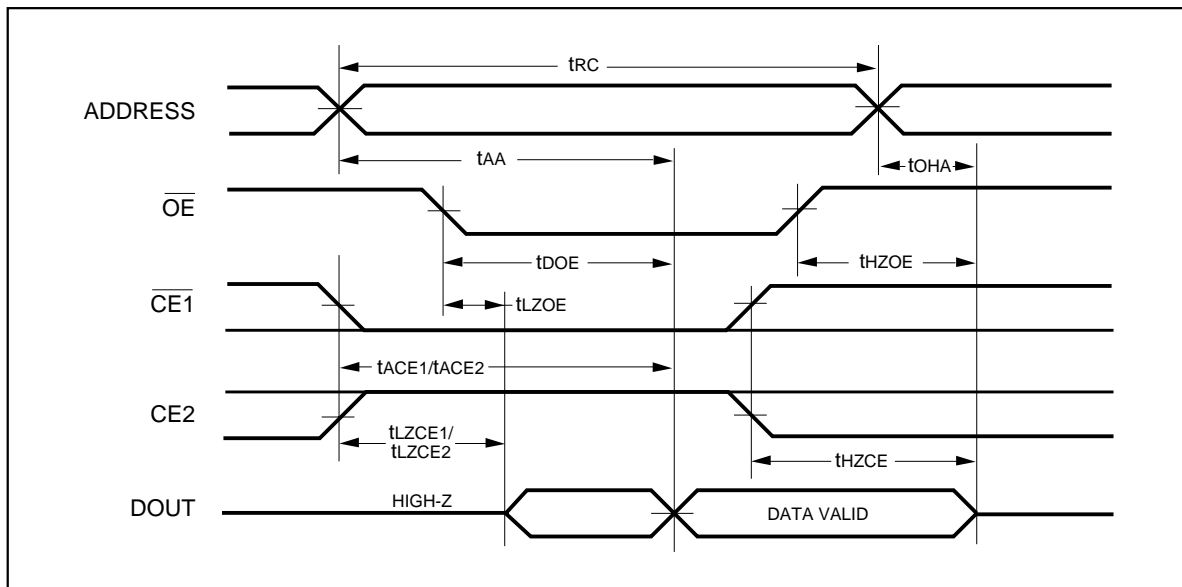 tRC
ADDRESS
tAA
tOHA
OE
tDOE
tHZOE
CE1
tLZOE
tACE1/tACE2
CE2
tLZCE1/
tLZCE2
tHZCE
HIGH-Z
DOUT
DATA VALID